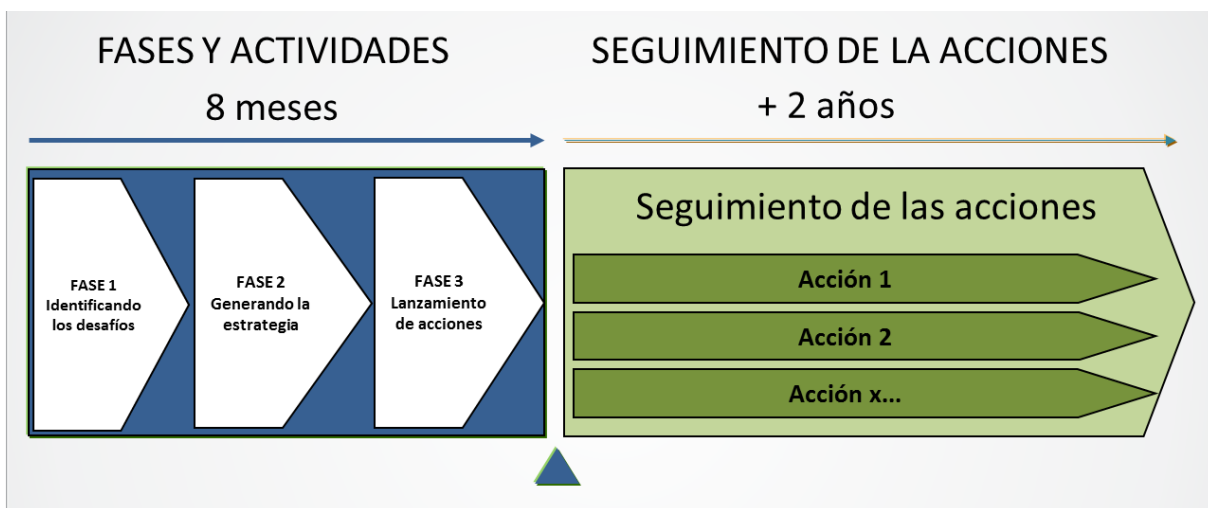 FASES Y ACTIVIDADES
8 meses
SEGUIMIENTO DE LA ACCIONES
+ 2 años
FASE 1
Identificando
los desafíos
FASE 2
Generando la
estrategia
FASE 3
Lanzamiento
de acciones
Seguimiento de las acciones
Acción 1
Acción 2
Acción x...